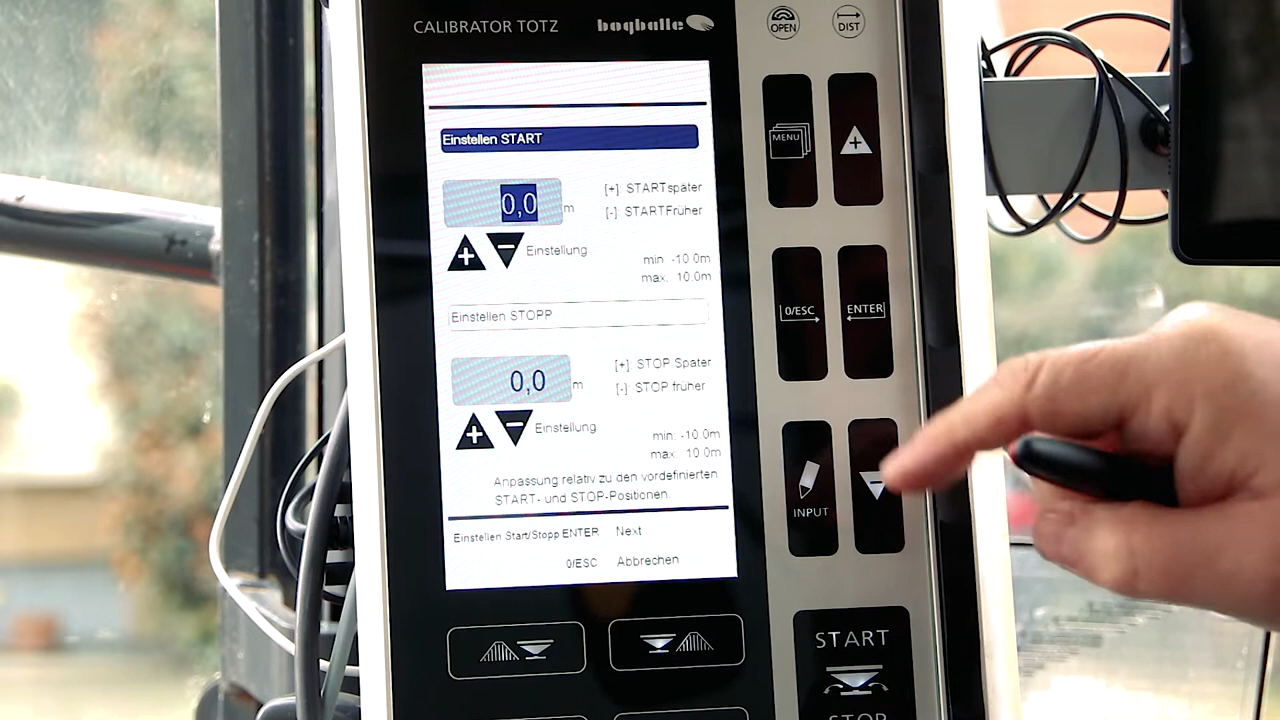 CALIBRATOR TOTZ
bogballe
OPEN
DIST
Einstellen START
0,0 m
[+]: STARTspäter
[-]: STARTFrüher
+ − Einstellung
min: -10.0m
max: 10.0m
Einstellen STOPP
0,0 m
[+]: STOP Später
[-]: STOP früher
+ − Einstellung
min: -10.0m
max: 10.0m
Anpassung relativ zu den vordefinierten
START- und STOP-Positionen.
Einstellen Start/Stopp ENTER Next
0/ESC Abbrechen
MENU
+
0/ESC
ENTER
INPUT
−
START
STOP